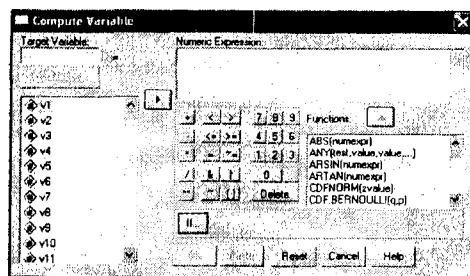 Compute Variable
Target Variable:
=
Numeric Expression:
v1
v2
v3
v4
v5
v6
v7
v8
v9
v10
v11
+ < > 7 8 9
- <= >= 4 5 6
* = ~= 1 2 3
/ & | 0 .
** ~ () Delete
Functions:
ABS(numexpr)
ANY(test,value,value,...)
ARSIN(numexpr)
ARTAN(numexpr)
CDFNORM(zvalue)
CDF.BERNOULLI(q,p)
If...
Reset
Cancel
Help